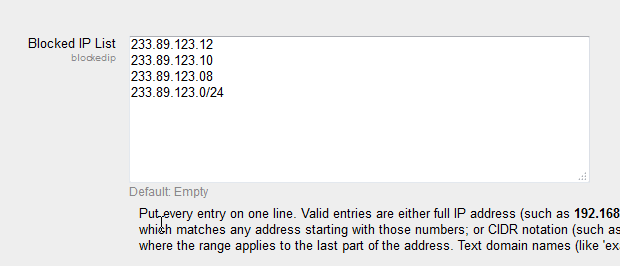 Blocked IP List
blockedip
233.89.123.12
233.89.123.10
233.89.123.08
233.89.123.0/24
Default: Empty
Put every entry on one line. Valid entries are either full IP address (such as 192.168
which matches any address starting with those numbers; or CIDR notation (such as
where the range applies to the last part of the address. Text domain names (like 'ex